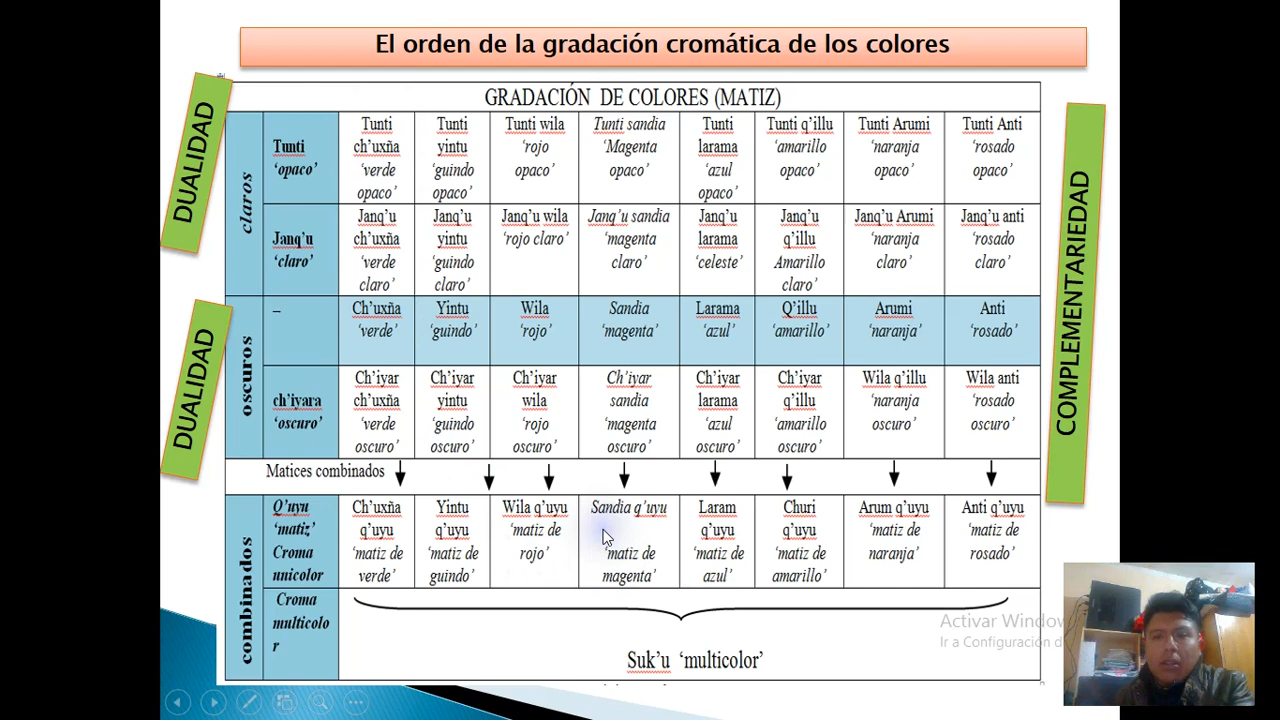 El orden de la gradación cromática de los colores
DUALIDAD
DUALIDAD
COMPLEMENTARIEDAD
GRADACIÓN DE COLORES (MATIZ)
claros
Tunti
‘opaco’
Tunti
ch’uxña
‘verde
opaco’
Tunti
yintu
‘guindo
opaco’
Tunti wila
‘rojo
opaco’
Tunti sandia
‘Magenta
opaco’
Tunti
larama
‘azul
opaco’
Tunti q’illu
‘amarillo
opaco’
Tunti Arumi
‘naranja
opaco’
Tunti Anti
‘rosado
opaco’
Janq’u
‘claro’
Janq’u
ch’uxña
‘verde
claro’
Janq’u
yintu
‘guindo
claro’
Janq’u wila
‘rojo claro’
Janq’u sandia
‘magenta
claro’
Janq’u
larama
‘celeste’
Janq’u
q’illu
Amarillo
claro’
Janq’u Arumi
‘naranja
claro’
Janq’u anti
‘rosado
claro’
oscuros
–
Ch’uxña
‘verde’
Yintu
‘guindo’
Wila
‘rojo’
Sandia
‘magenta’
Larama
‘azul’
Q’illu
‘amarillo’
Arumi
‘naranja’
Anti
‘rosado’
ch’iyara
‘oscuro’
Ch’iyar
ch’uxña
‘verde
oscuro’
Ch’iyar
yintu
‘guindo
oscuro’
Ch’iyar
wila
‘rojo
oscuro’
Ch’iyar
sandia
‘magenta
oscuro’
Ch’iyar
larama
‘azul
oscuro’
Ch’iyar
q’illu
‘amarillo
oscuro’
Wila q’illu
‘naranja
oscuro’
Wila anti
‘rosado
oscuro’
Matices combinados
combinados
Q’uyu
‘matiz’
Croma
unicolor
Ch’uxña
q’uyu
‘matiz de
verde’
Yintu
q’uyu
‘matiz de
guindo’
Wila q’uyu
‘matiz de
rojo’
Sandia q’uyu
‘matiz de
magenta’
Laram
q’uyu
‘matiz de
azul’
Churi
q’uyu
‘matiz de
amarillo’
Arum q’uyu
‘matiz de
naranja’
Anti q’uyu
‘matiz de
rosado’
Croma
multicolo
r
Suk’u ‘multicolor’
Activar Window
Ir a Configuración d